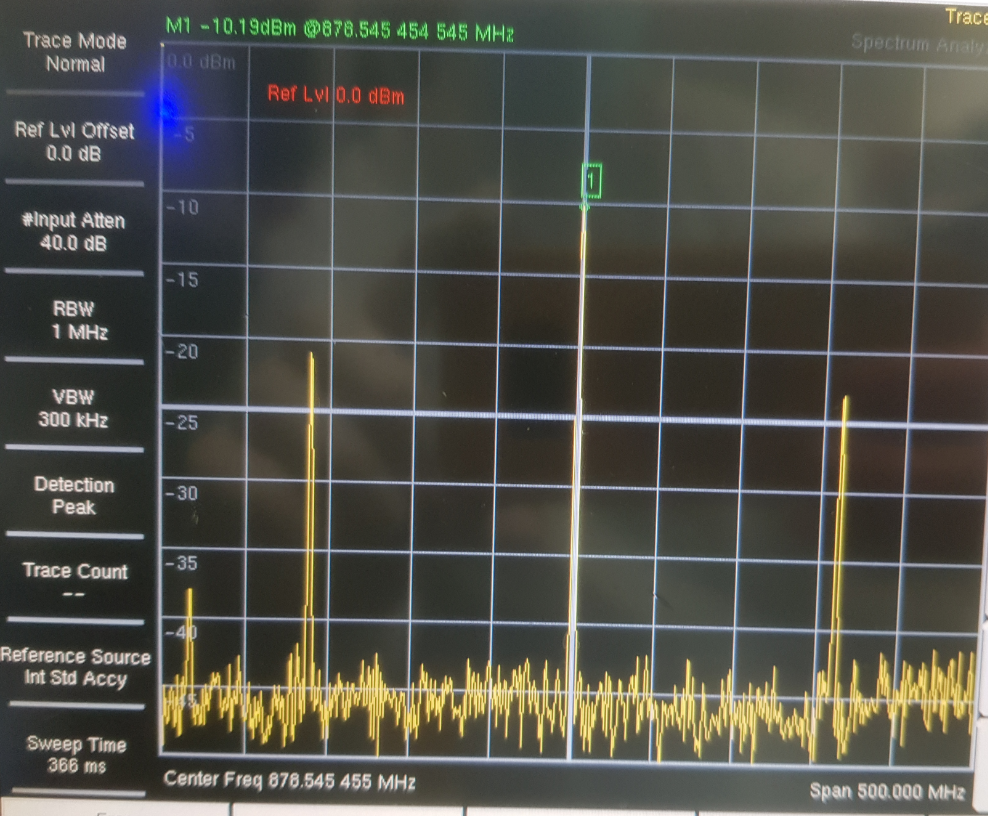 M1 -10.19dBm @878.545 454 545 MHz
Trace Mode
Normal
Ref Lvl Offset
0.0 dB
#Input Atten
40.0 dB
RBW
1 MHz
VBW
300 kHz
Detection
Peak
Trace Count
--
Reference Source
Int Std Accy
Sweep Time
366 ms
0.0 dBm
Ref Lvl 0.0 dBm
1
-5
-10
-15
-20
-25
-30
-35
-40
Center Freq 878.545 455 MHz
Span 500.000 MHz
Spectrum